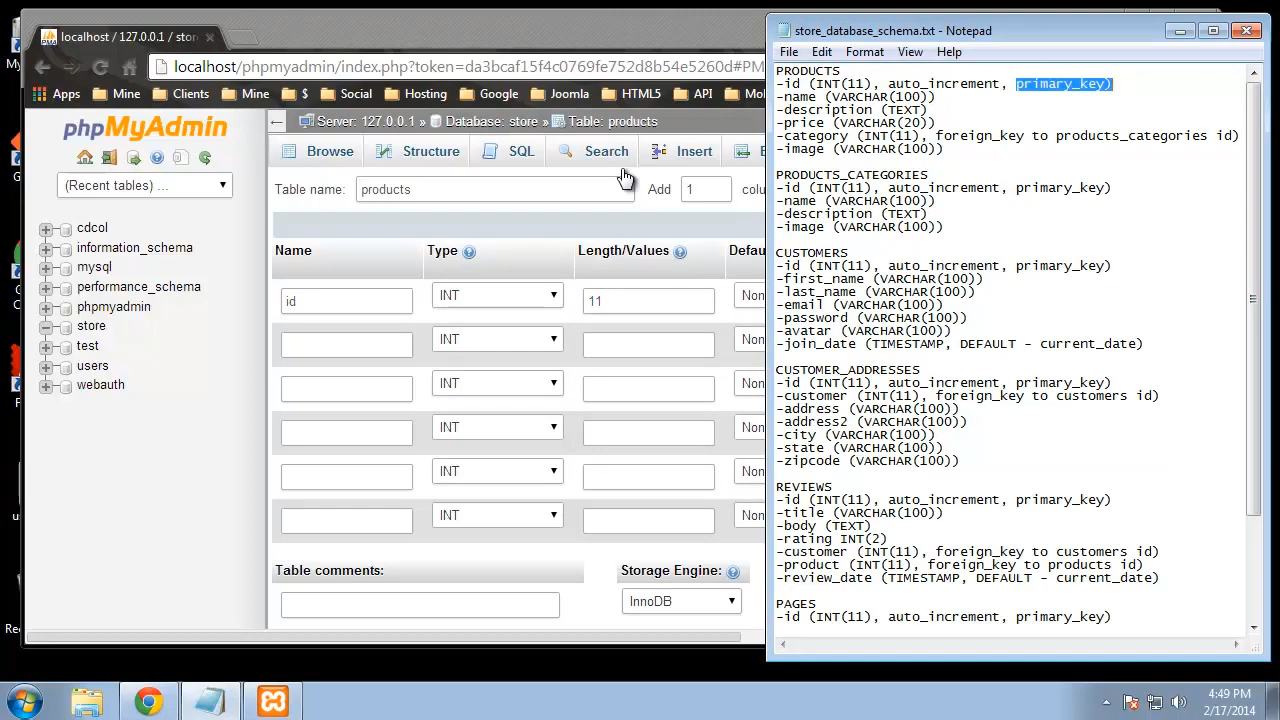 localhost / 127.0.0.1 / sto
localhost/phpmyadmin/index.php?token=da3bcaf15f4c0769fe752d8b54e5260d#PM
Apps Mine Clients Mine $ Sql Hosting Google Joomla HTML5 API Mol
phpMyAdmin
(Recent tables) ...
cdcol
information_schema
mysql
performance_schema
phpmyadmin
store
test
users
webauth
Server: 127.0.0.1 » Database: store » Table: products
Browse Structure SQL Search Insert E
Table name: products Add 1 colu
Name Type Length/Values Defau
id INT 11 Non
INT Non
INT Non
INT Non
INT Non
INT Non
Table comments: Storage Engine:
InnoDB
store_database_schema.txt - Notepad
File Edit Format View Help
PRODUCTS
-id (INT(11), auto_increment, primary_key)
-name (VARCHAR(100))
-description (TEXT)
-price (VARCHAR(20))
-category (INT(11), foreign_key to products_categories id)
-image (VARCHAR(100))
PRODUCTS_CATEGORIES
-id (INT(11), auto_increment, primary_key)
-name (VARCHAR(100))
-description (TEXT)
-image (VARCHAR(100))
CUSTOMERS
-id (INT(11), auto_increment, primary_key)
-first_name (VARCHAR(100))
-last_name (VARCHAR(100))
-email (VARCHAR(100))
-password (VARCHAR(100))
-avatar (VARCHAR(100))
-join_date (TIMESTAMP, DEFAULT - current_date)
CUSTOMER_ADDRESSES
-id (INT(11), auto_increment, primary_key)
-customer (INT(11), foreign_key to customers id)
-address (VARCHAR(100))
-address2 (VARCHAR(100))
-city (VARCHAR(100))
-state (VARCHAR(100))
-zipcode (VARCHAR(100))
REVIEWS
-id (INT(11), auto_increment, primary_key)
-title (VARCHAR(100))
-body (TEXT)
-rating INT(2)
-customer (INT(11), foreign_key to customers id)
-product (INT(11), foreign_key to products id)
-review_date (TIMESTAMP, DEFAULT - current_date)
PAGES
-id (INT(11), auto_increment, primary_key)
4:49 PM
2/17/2014